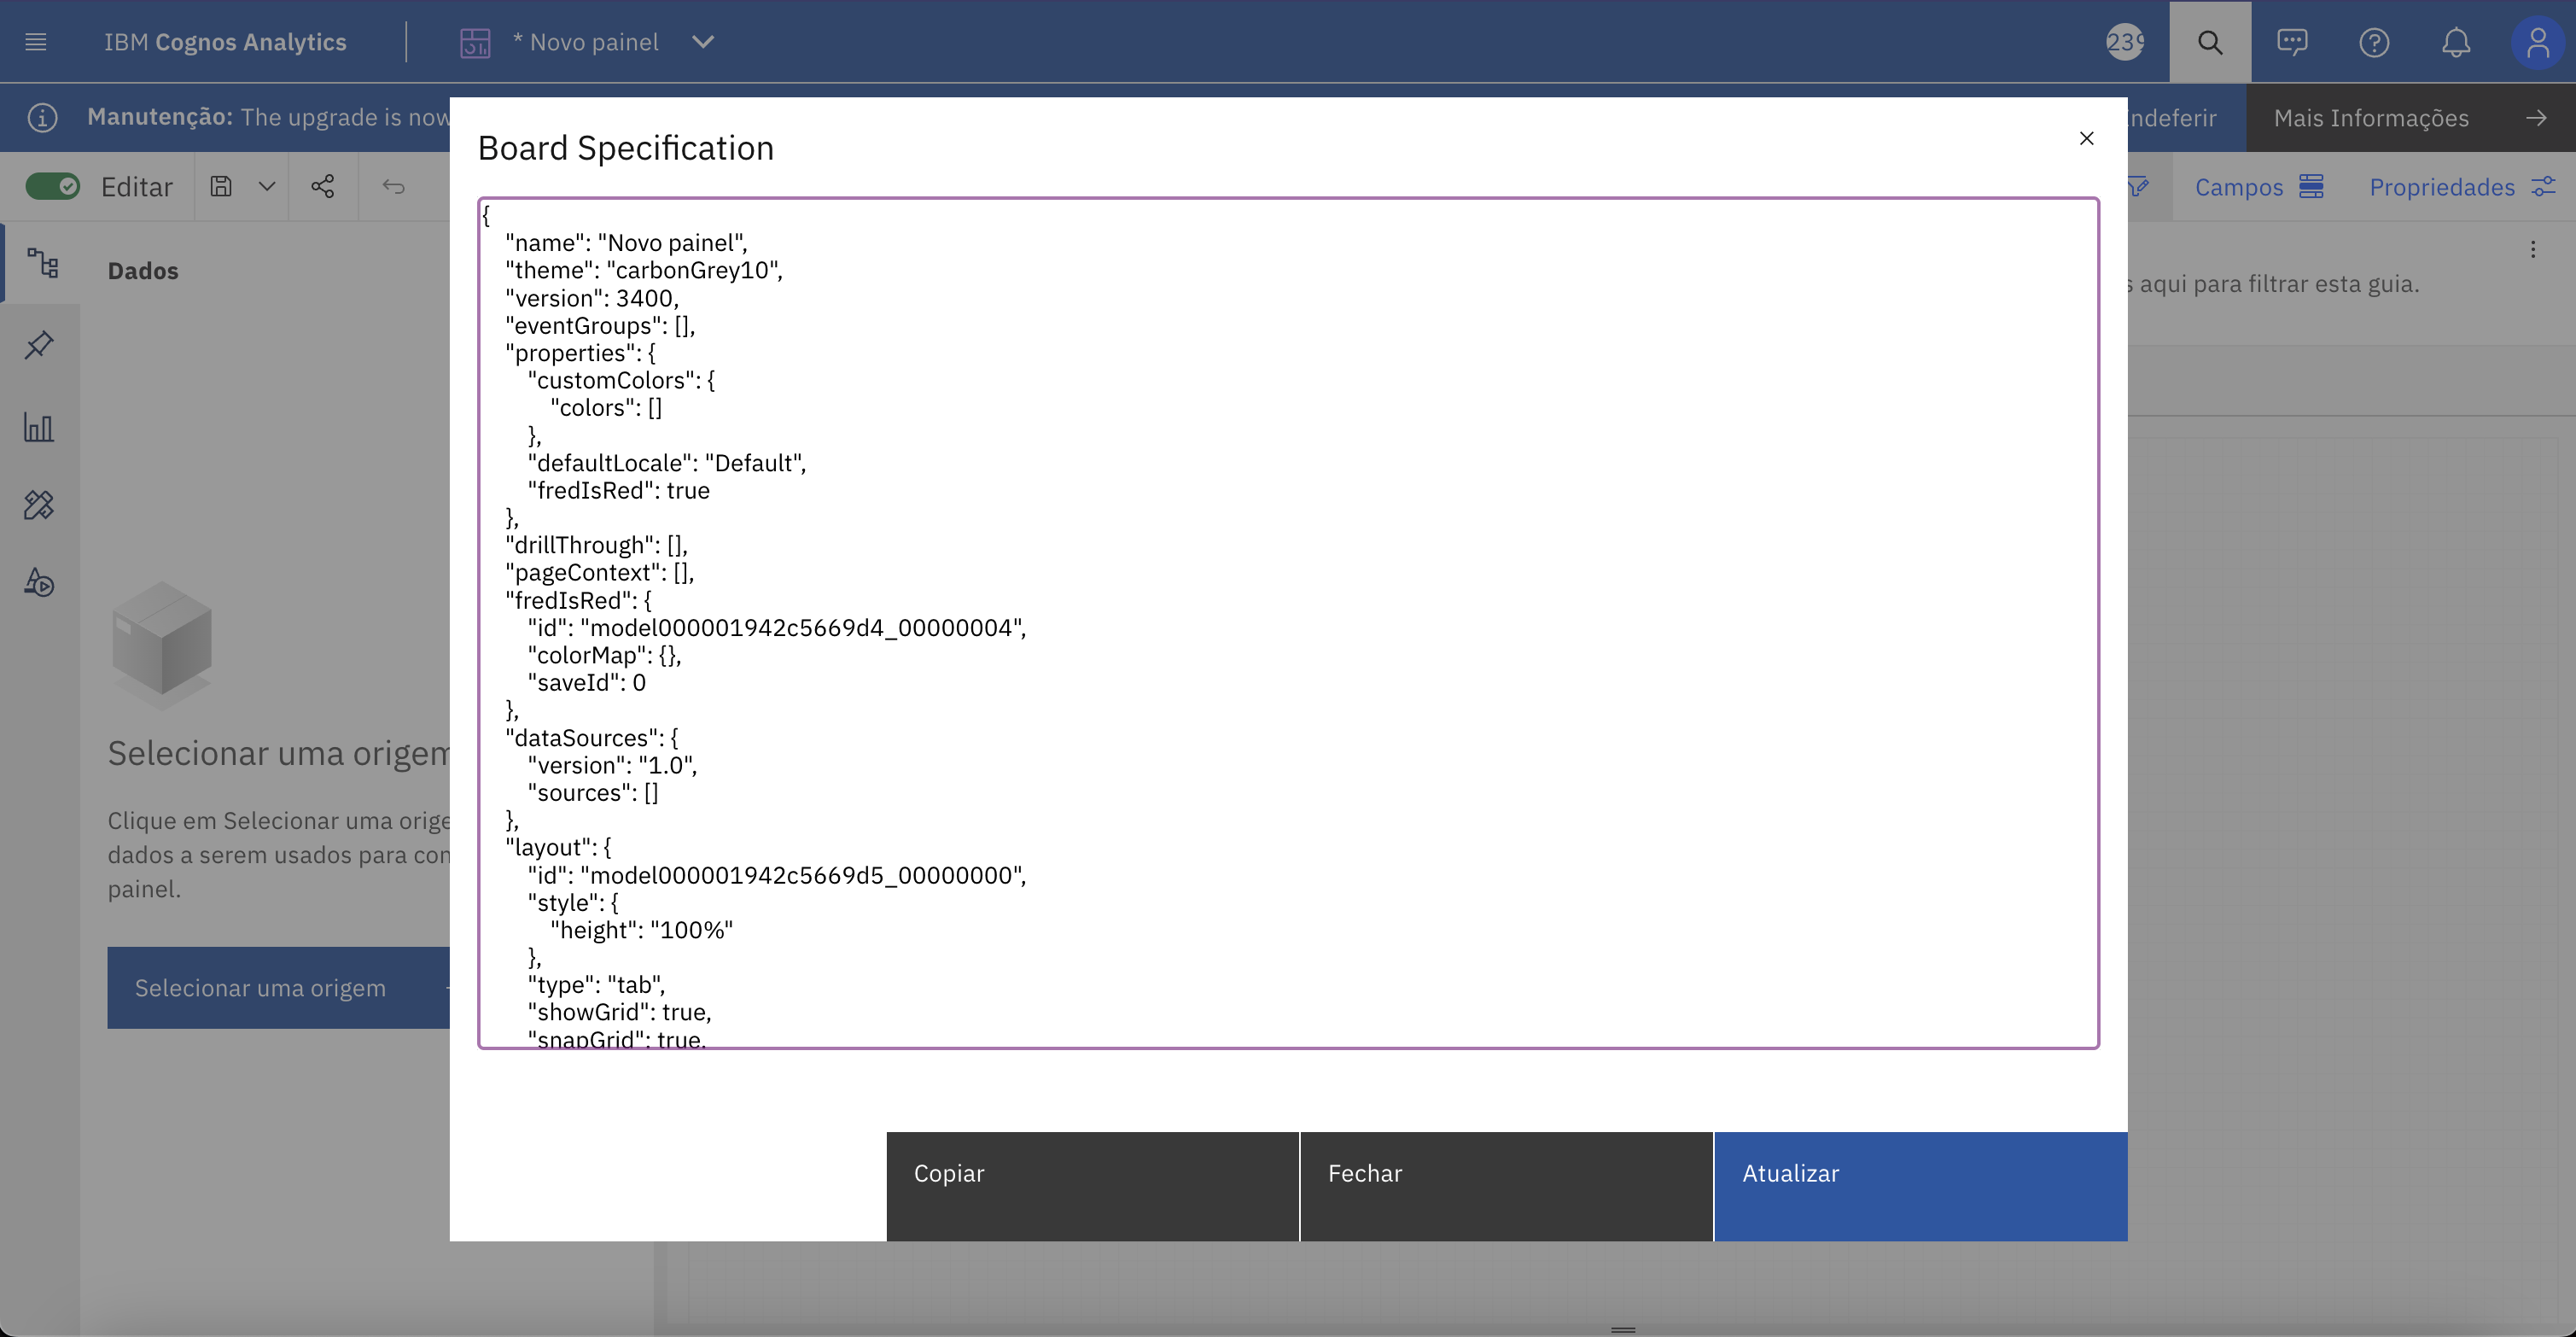 IBM Cognos Analytics
* Novo painel
239
Manutenção: The upgrade is now
Indeferir
Mais Informações
Editar
Campos
Propriedades
Dados
s aqui para filtrar esta guia.
Selecionar uma origem
Clique em Selecionar uma orige
dados a serem usados para con
painel.
Selecionar uma origem
Board Specification
{
"name": "Novo painel",
"theme": "carbonGrey10",
"version": 3400,
"eventGroups": [],
"properties": {
"customColors": {
"colors": []
},
"defaultLocale": "Default",
"fredIsRed": true
},
"drillThrough": [],
"pageContext": [],
"fredIsRed": {
"id": "model000001942c5669d4_00000004",
"colorMap": {},
"saveId": 0
},
"dataSources": {
"version": "1.0",
"sources": []
},
"layout": {
"id": "model000001942c5669d5_00000000",
"style": {
"height": "100%"
},
"type": "tab",
"showGrid": true,
"snapGrid": true,
Copiar
Fechar
Atualizar